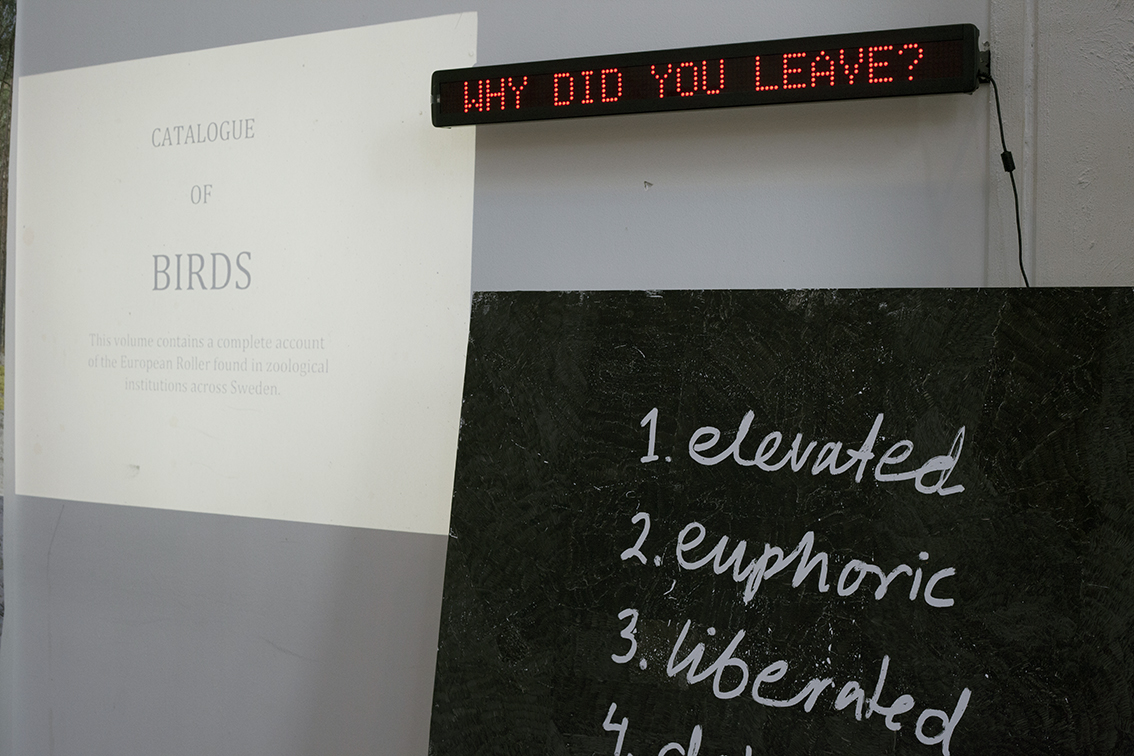 CATALOGUE
OF
BIRDS
This volume contains a complete account
of the European Roller found in zoological
institutions across Sweden.
WHY DID YOU LEAVE?
1. elevated
2. euphoric
3. liberated
4.